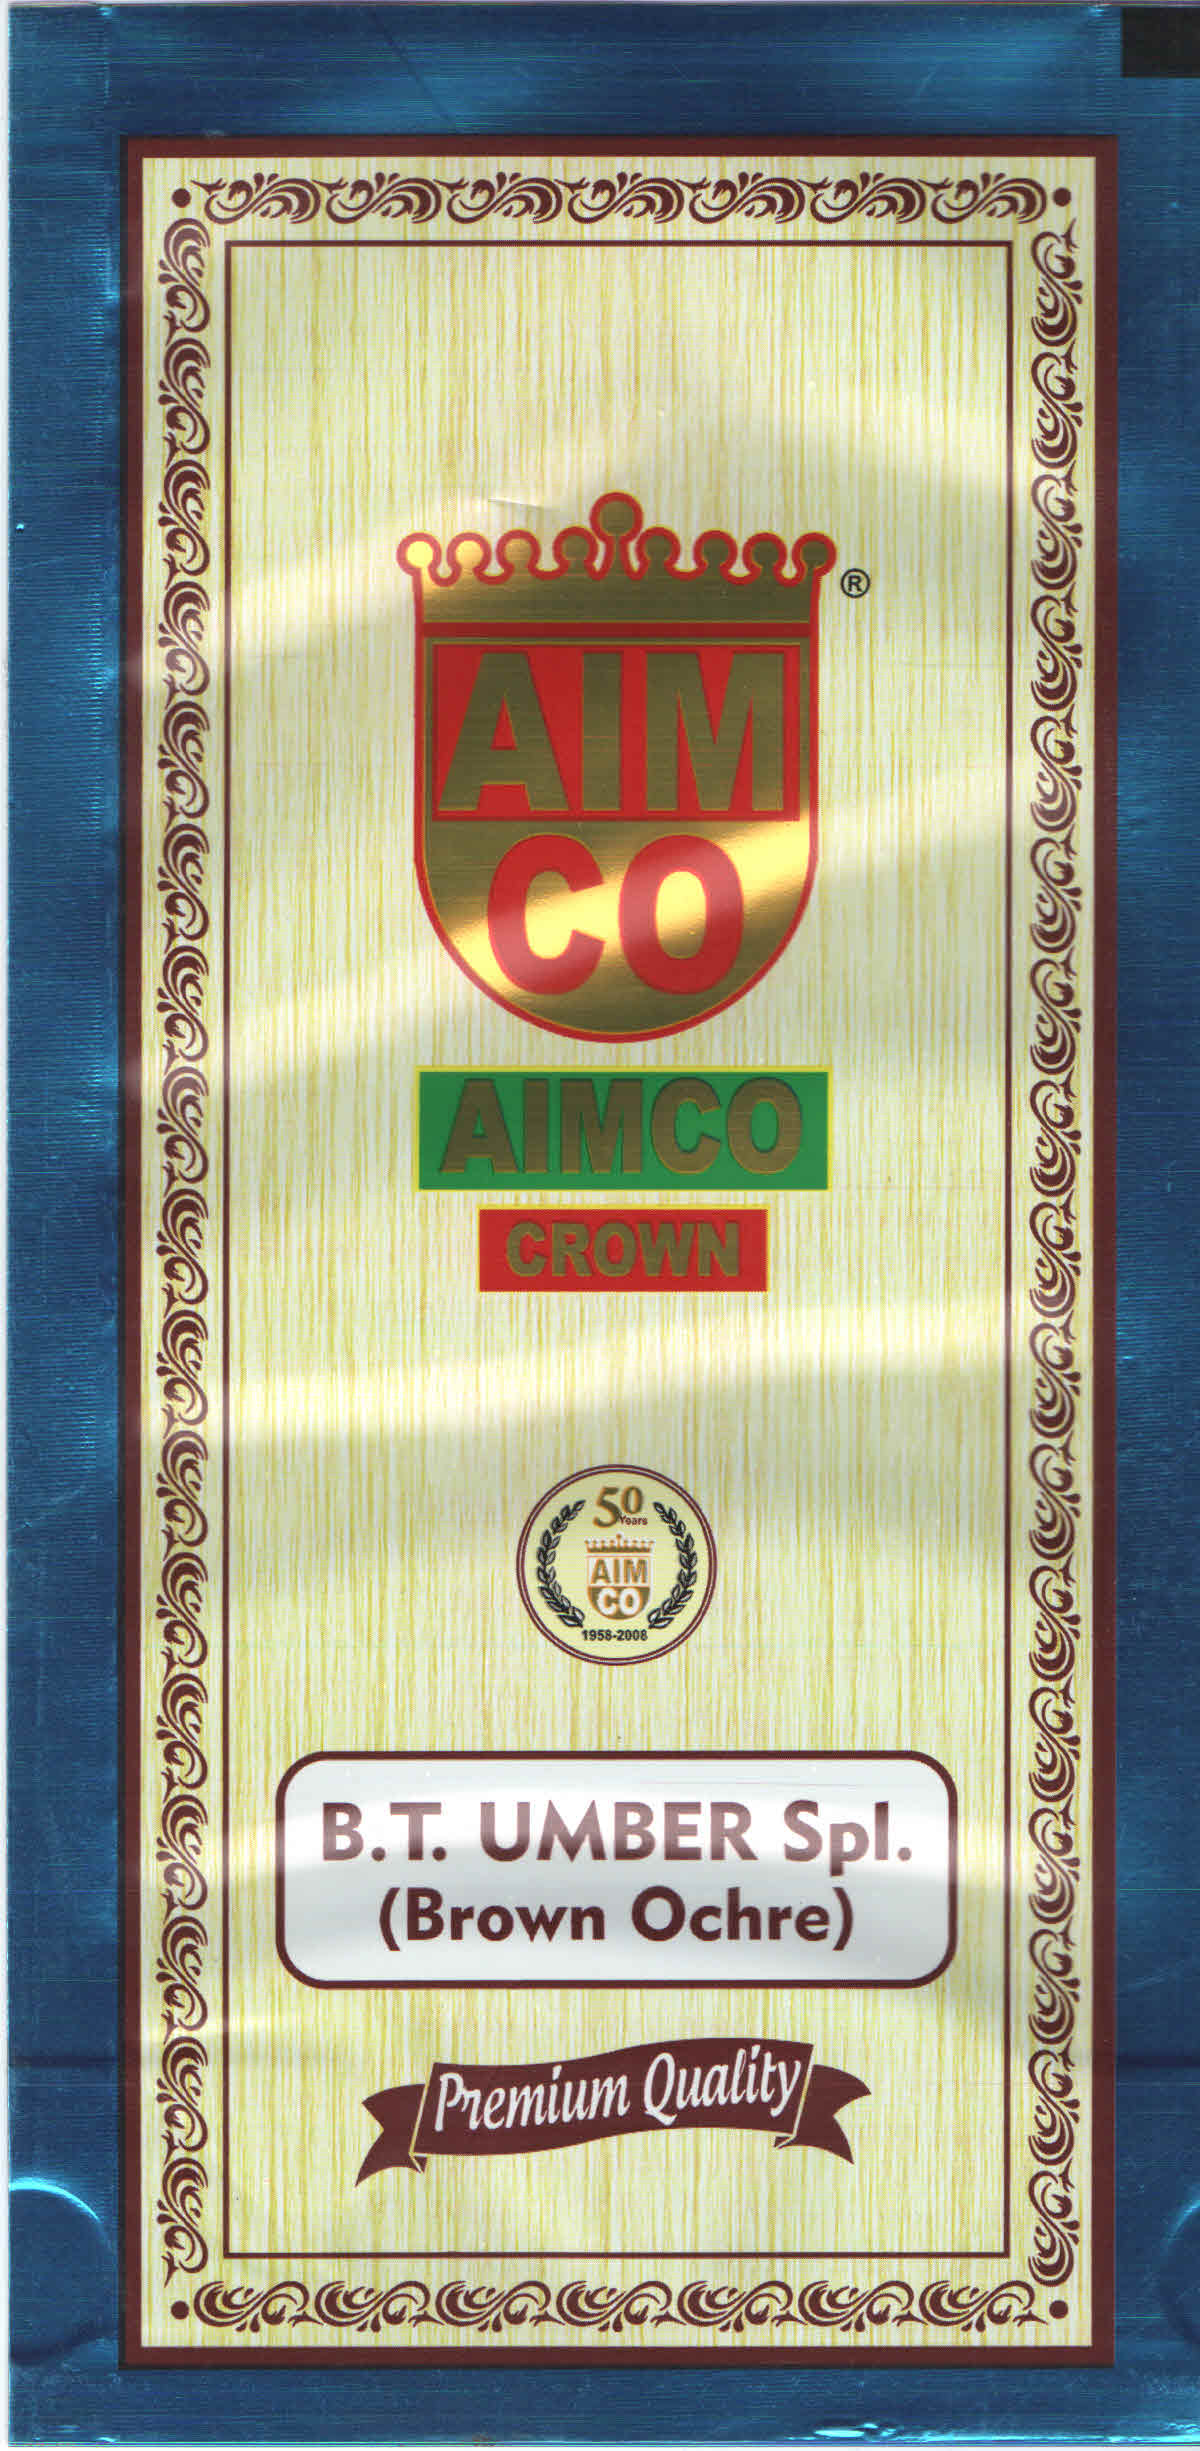 AIM
CO
®
AIMCO
CROWN
50
Years
AIM
CO
1958-2008
B.T. UMBER Spl.
(Brown Ochre)
Premium Quality